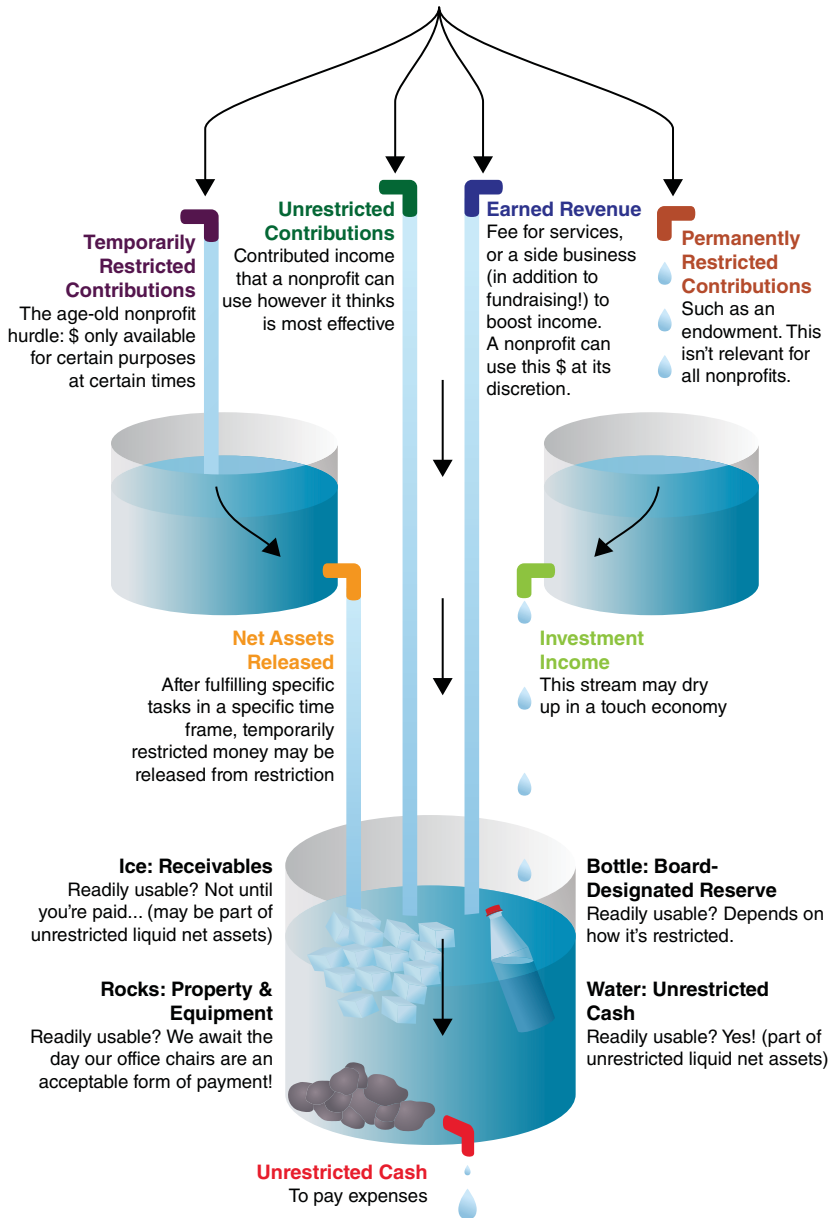 Temporarily
Restricted
Contributions
The age-old nonprofit
hurdle: $ only available
for certain purposes
at certain times
Unrestricted
Contributions
Contributed income
that a nonprofit can
use however it thinks
is most effective
Earned Revenue
Fee for services,
or a side business
(in addition to
fundraising!) to
boost income.
A nonprofit can
use this $ at its
discretion.
Permanently
Restricted
Contributions
Such as an
endowment. This
isn’t relevant for
all nonprofits.
Net Assets
Released
After fulfilling specific
tasks in a specific time
frame, temporarily
restricted money may be
released from restriction
Investment
Income
This stream may dry
up in a touch economy
Ice: Receivables
Readily usable? Not until
you’re paid... (may be part of
unrestricted liquid net assets)
Bottle: Board-
Designated Reserve
Readily usable? Depends on
how it’s restricted.
Rocks: Property &
Equipment
Readily usable? We await the
day our office chairs are an
acceptable form of payment!
Water: Unrestricted
Cash
Readily usable? Yes! (part of
unrestricted liquid net assets)
Unrestricted Cash
To pay expenses